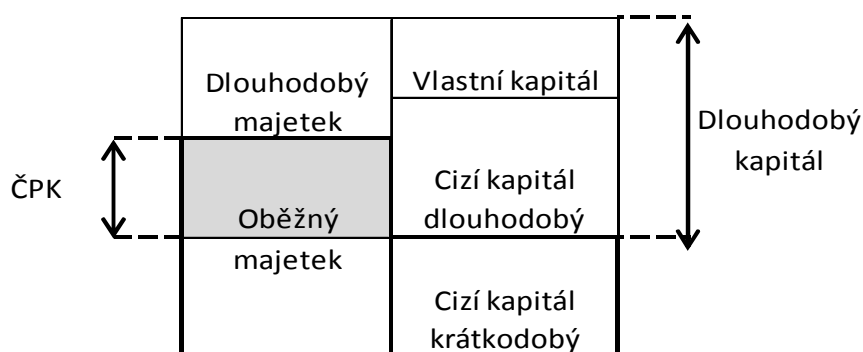 Dlouhodobý
majetek
Vlastní kapitál
Dlouhodobý
kapitál
ČPK
Oběžný
majetek
Cizí kapitál
dlouhodobý
Cizí kapitál
krátkodobý